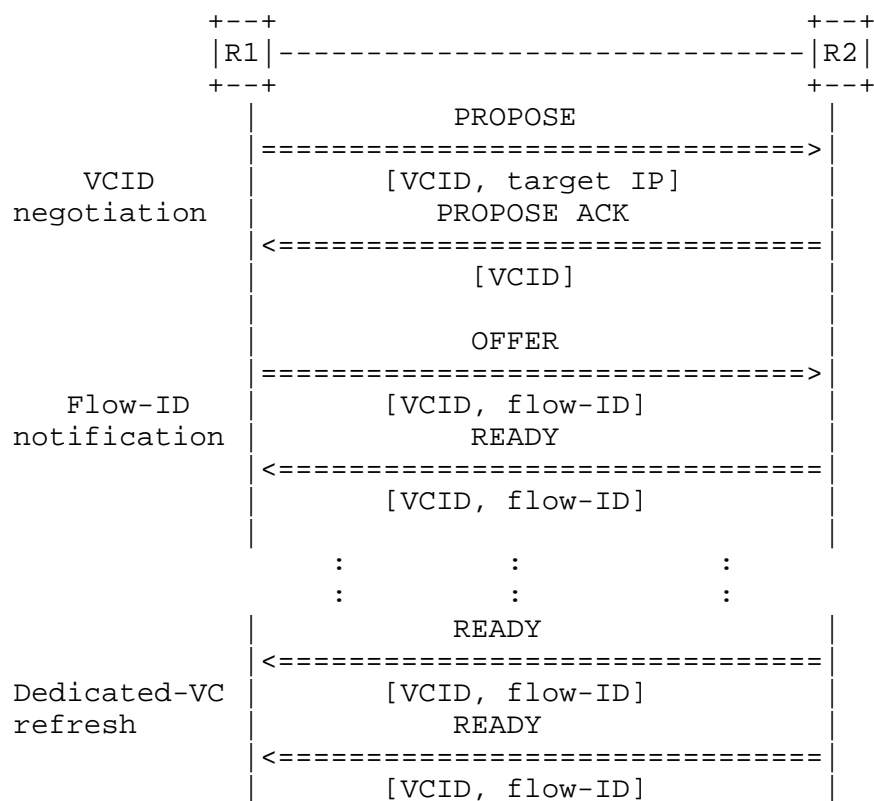 +--+                              +--+
|R1|------------------------------|R2|
+--+                              +--+
PROPOSE
|===============================>|
VCID [VCID, target IP]
negotiation PROPOSE ACK
|<===============================|
[VCID]
OFFER
|===============================>|
Flow-ID [VCID, flow-ID]
notification READY
|<===============================|
[VCID, flow-ID]
: : :
: : :
READY
|<===============================|
Dedicated-VC [VCID, flow-ID]
refresh READY
|<===============================|
[VCID, flow-ID]